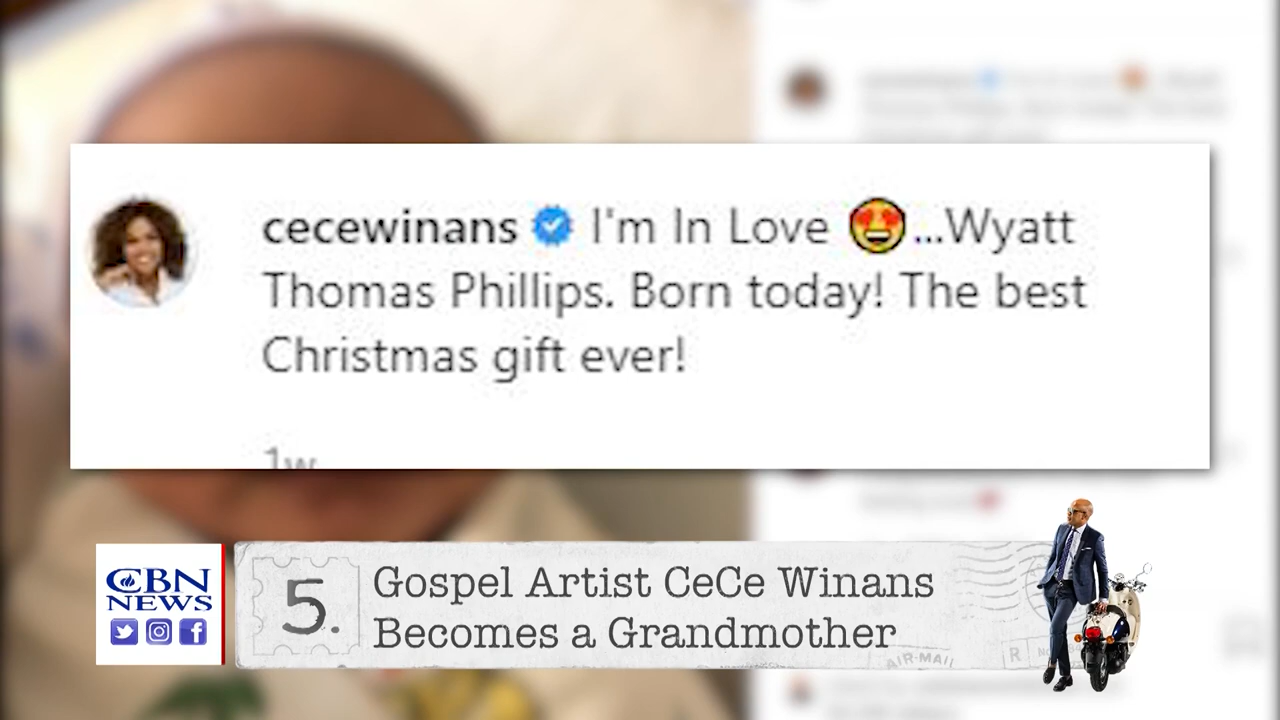 cecewinans I'm In Love 😍...Wyatt
Thomas Phillips. Born today! The best
Christmas gift ever!
1w
CBN
NEWS
5.
Gospel Artist CeCe Winans
Becomes a Grandmother
AIR-MAIL
R